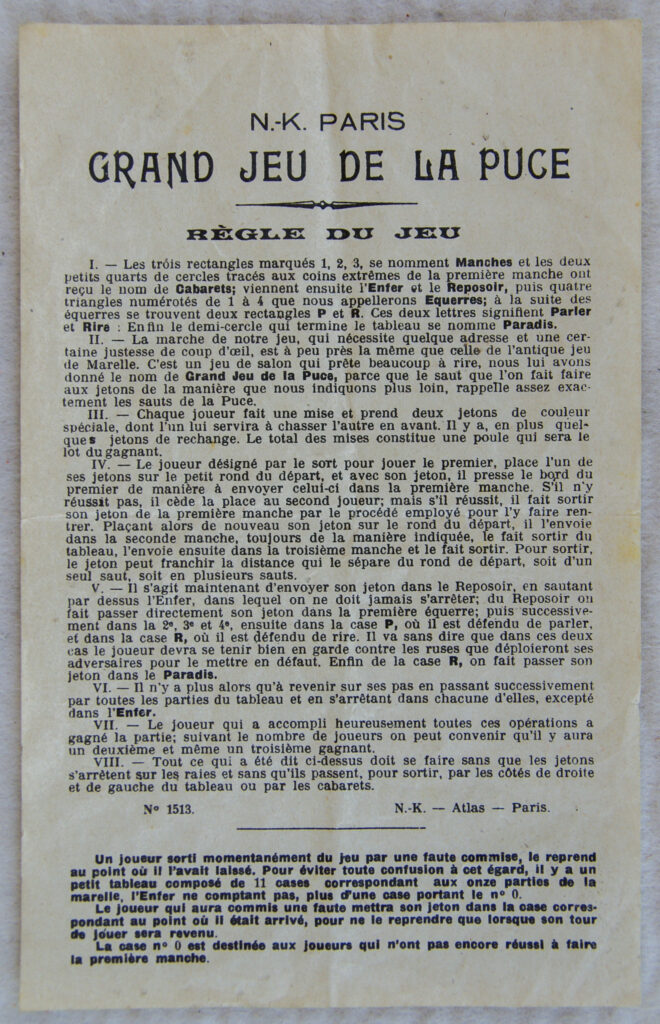 N.-K. PARIS
GRAND JEU DE LA PUCE
RÈGLE DU JEU
I. — Les trois rectangles marqués 1, 2, 3, se nomment Manches et les deux
petits quarts de cercles tracés aux coins extrêmes de la première manche ont
reçu le nom de Cabarets; viennent ensuite l'Enfer et le Reposoir, puis quatre
triangles numérotés de 1 à 4 que nous appellerons Equerres; à la suite des
équerres se trouvent deux rectangles P et R. Ces deux lettres signifient Parler
et Rire : Enfin le demi-cercle qui termine le tableau se nomme Paradis.
II. — La marche de notre jeu, qui nécessite quelque adresse et une cer-
taine justesse de coup d'œil, est à peu près la même que celle de l'antique jeu
de Marelle. C'est un jeu de salon qui prête beaucoup à rire, nous lui avons
donné le nom de Grand Jeu de la Puce, parce que le saut que l'on fait faire
aux jetons de la manière que nous indiquons plus loin, rappelle assez exac-
tement les sauts de la Puce.
III. — Chaque joueur fait une mise et prend deux jetons de couleur
spéciale, dont l'un lui servira à chasser l'autre en avant. Il y a, en plus quel-
ques jetons de rechange. Le total des mises constitue une poule qui sera le
lot du gagnant.
IV. — Le joueur désigné par le sort pour jouer le premier, place l'un de
ses jetons sur le petit rond du départ, et avec son jeton, il presse le bord du
premier de manière à envoyer celui-ci dans la première manche. S'il n'y
réussit pas, il cède la place au second joueur; mais s'il réussit, il fait sortir
son jeton de la première manche par le procédé employé pour l'y faire ren-
trer. Plaçant alors de nouveau son jeton sur le rond du départ, il l'envoie
dans la seconde manche, toujours de la manière indiquée, le fait sortir du
tableau, l'envoie ensuite dans la troisième manche et le fait sortir. Pour sortir,
le jeton peut franchir la distance qui le sépare du rond de départ, soit d'un
seul saut, soit en plusieurs sauts.
V. — Il s'agit maintenant d'envoyer son jeton dans le Reposoir, en sautant
par dessus l'Enfer, dans lequel on ne doit jamais s'arrêter; du Reposoir on
fait passer directement son jeton dans la première équerre; puis successive-
ment dans la 2e, 3e et 4e, ensuite dans la case P, où il est défendu de parler,
et dans la case R, où il est défendu de rire. Il va sans dire que dans ces deux
cas le joueur devra se tenir bien en garde contre les ruses que déploieront ses
adversaires pour le mettre en défaut. Enfin de la case R, on fait passer son
jeton dans le Paradis.
VI. — Il n'y a plus alors qu'à revenir sur ses pas en passant successivement
par toutes les parties du tableau et en s'arrêtant dans chacune d'elles, excepté
dans l'Enfer.
VII. — Le joueur qui a accompli heureusement toutes ces opérations a
gagné la partie; suivant le nombre de joueurs on peut convenir qu'il y aura
un deuxième et même un troisième gagnant.
VIII. — Tout ce qui a été dit ci-dessus doit se faire sans que les jetons
s'arrêtent sur les raies et sans qu'ils passent, pour sortir, par les côtés de droite
et de gauche du tableau ou par les cabarets.
No 1513. N.-K. — Atlas — Paris.
Un joueur sorti momentanément du jeu par une faute commise, le reprend
au point où il l'avait laissé. Pour éviter toute confusion à cet égard, il y a un
petit tableau composé de 11 cases correspondant aux onze parties de la
marelle, l'Enfer ne comptant pas, plus d'une case portant le no 0.
Le joueur qui aura commis une faute mettra son jeton dans la case corres-
pondant au point où il était arrivé, pour ne le reprendre que lorsque son tour
de jouer sera revenu.
La case no 0 est destinée aux joueurs qui n'ont pas encore réussi à faire
la première manche.